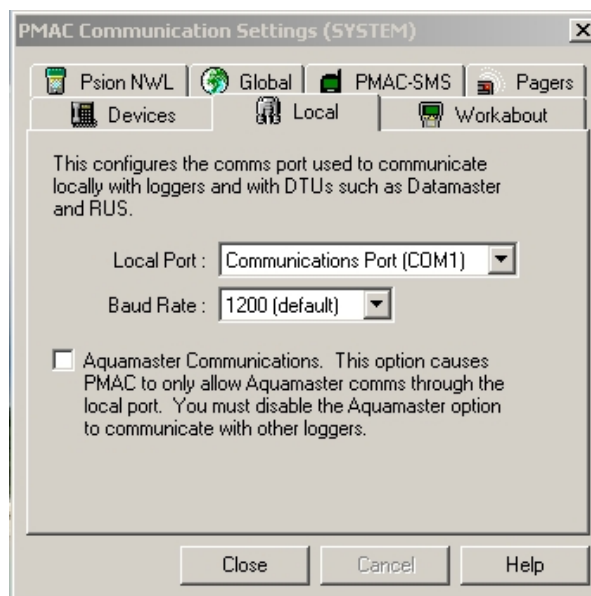 PMAC Communication Settings (SYSTEM)
Psion NWL Global PMAC-SMS Pagers
Devices Local Workabout
This configures the comms port used to communicate
locally with loggers and with DTUs such as Datamaster
and RUS.
Local Port : Communications Port (COM1)
Baud Rate : 1200 (default)
Aquamaster Communications. This option causes
PMAC to only allow Aquamaster comms through the
local port. You must disable the Aquamaster option
to communicate with other loggers.
Close Cancel Help